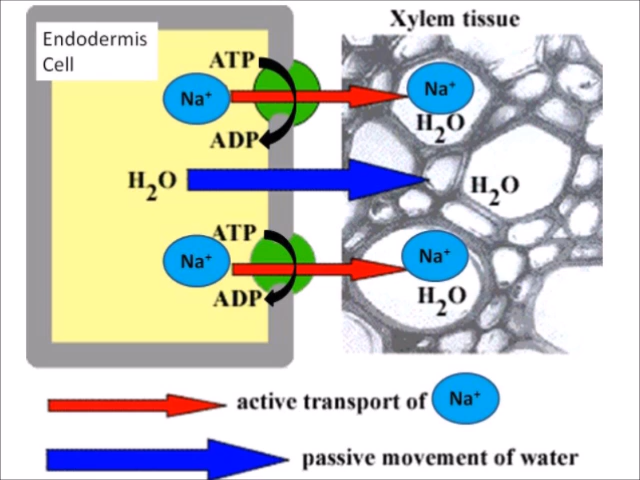 Xylem tissue
Endodermis
Cell
ATP
Na⁺
Na⁺
H₂O
ADP
H₂O
H₂O
ATP
Na⁺
Na⁺
ADP
H₂O
active transport of Na⁺
passive movement of water